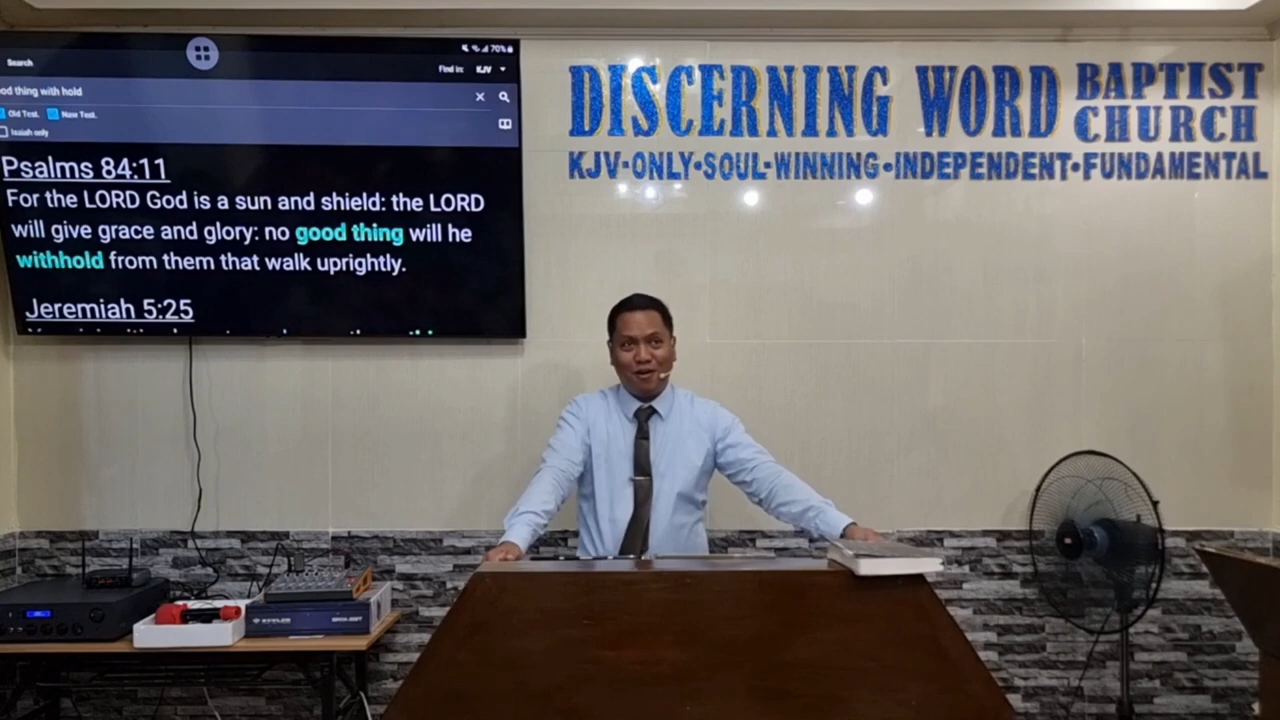 70%
Search
Find in: KJV
od thing with hold
Old Test. New Test.
Isaiah only
Psalms 84:11
For the LORD God is a sun and shield: the LORD
will give grace and glory: no good thing will he
withhold from them that walk uprightly.
Jeremiah 5:25
DISCERNING WORD BAPTIST CHURCH
KJV-ONLY•SOUL-WINNING•INDEPENDENT•FUNDAMENTAL